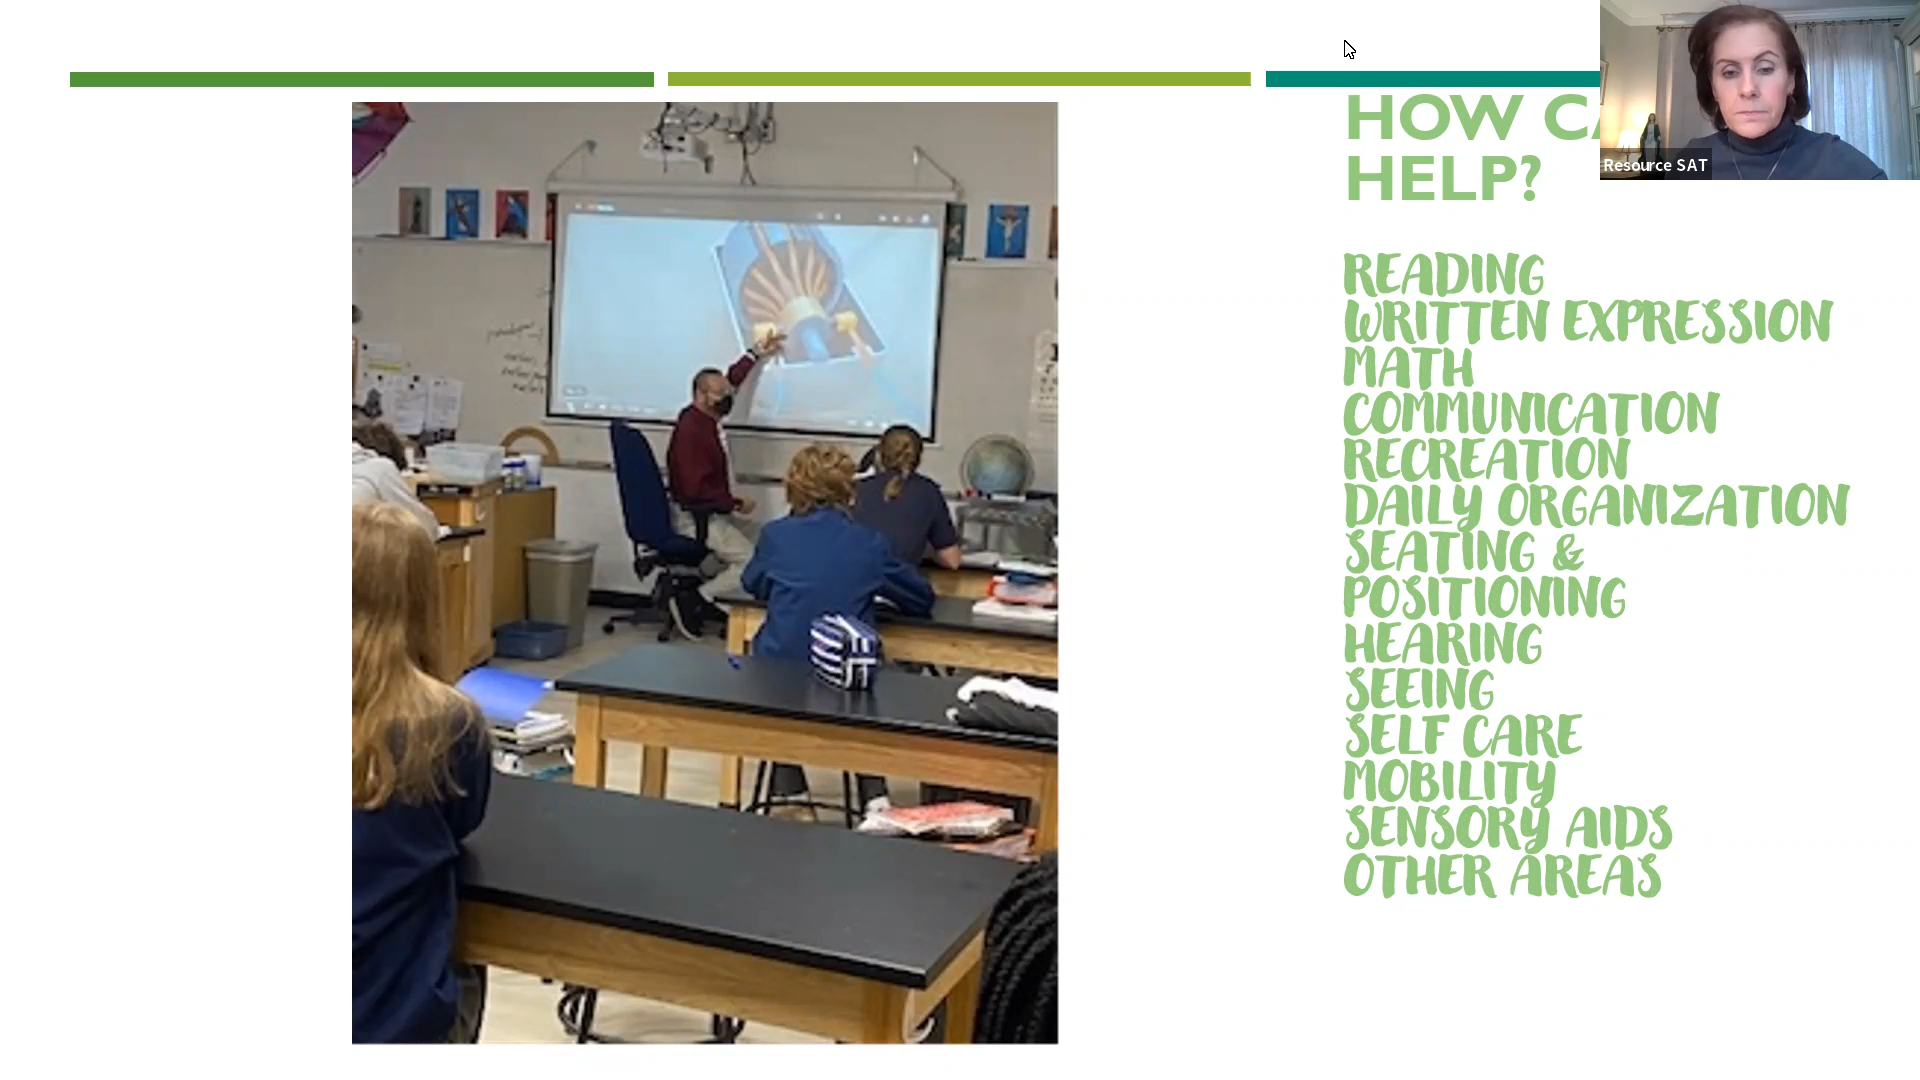 HOW CA
HELP?
Resource SAT
READING
WRITTEN EXPRESSION
MATH
COMMUNICATION
RECREATION
DAILY ORGANIZATION
SEATING &
POSITIONING
HEARING
SEEING
SELF CARE
MOBILITY
SENSORY AIDS
OTHER AREAS